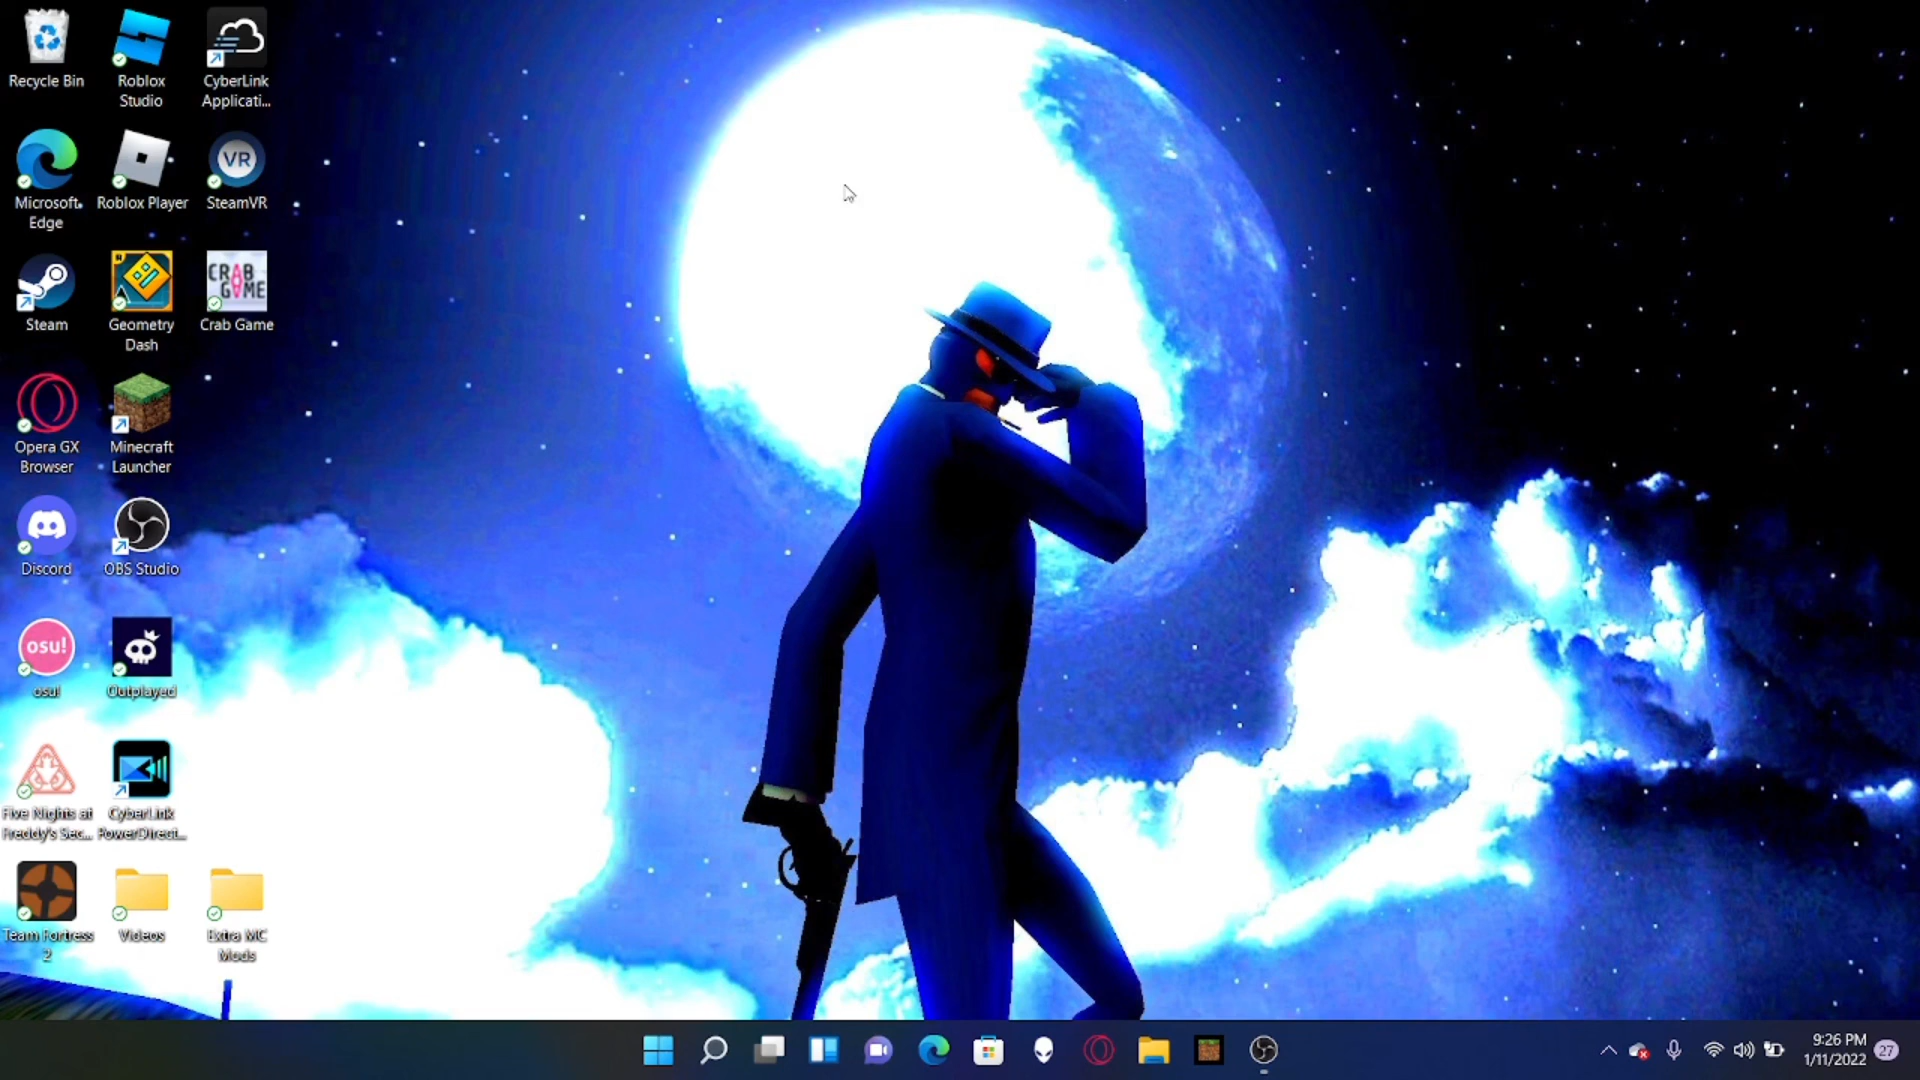 Recycle Bin
Roblox
Studio
CyberLink
Applicati...
Microsoft
Edge
Roblox Player
VR
SteamVR
Steam
Geometry
Dash
CRAB
GAME
Crab Game
Opera GX
Browser
Minecraft
Launcher
Discord
OBS Studio
osu!
osu!
Outplayed
Five Nights at
Freddy's Sec...
CyberLink
PowerDirect...
Team Fortress
2
Videos
Extra MC
Mods
9:26 PM
1/11/2022
27